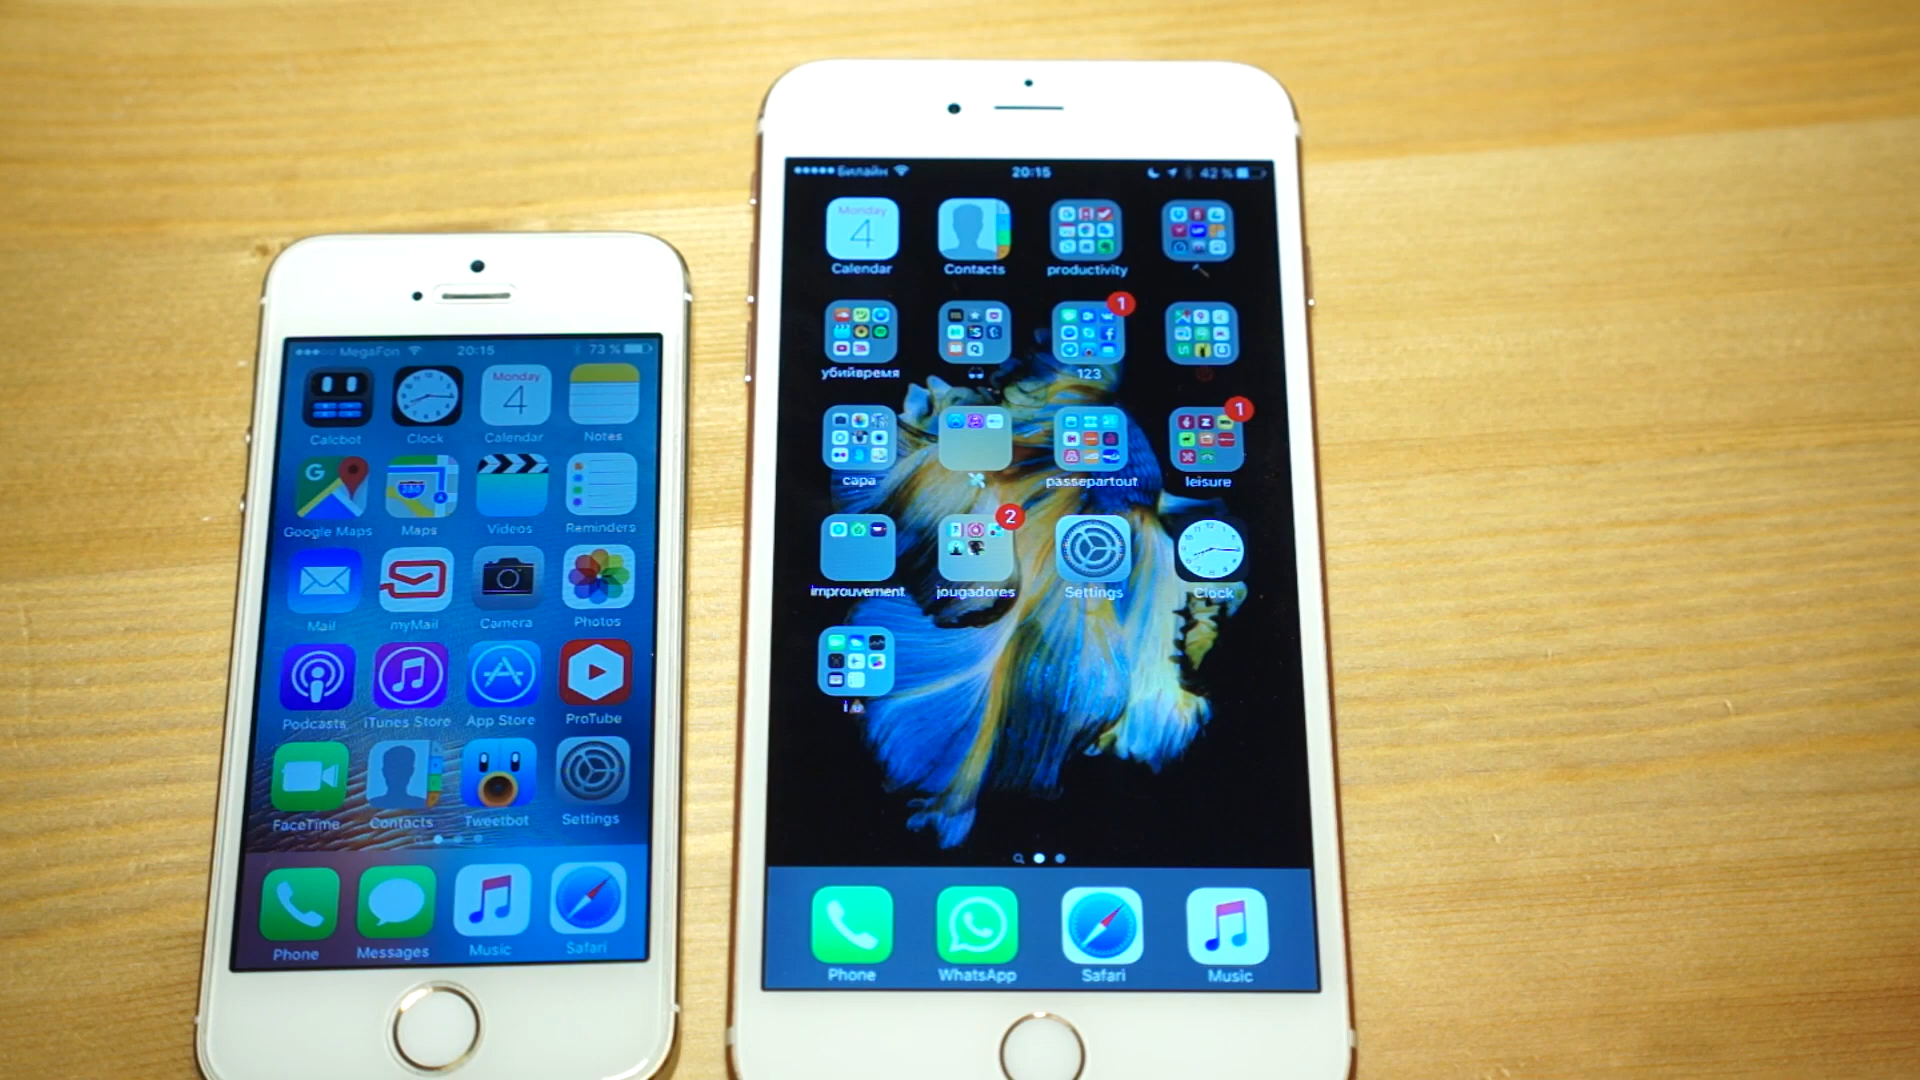 MegaFon 20:15 73 %
Calcbot Clock Monday 4 Calendar Notes
G 280 Google Maps Maps Videos Reminders
Mail myMail Camera Photos
Podcasts iTunes Store App Store ProTube
FaceTime Contacts Tweetbot Settings
Phone Messages Music Safari
Билайн 20:15 42 %
Monday 4 Calendar Contacts productivity
убийвремя 123 1
capa passepartout leisure 1
improuvement jougadores 2 Settings Clock
Phone WhatsApp Safari Music